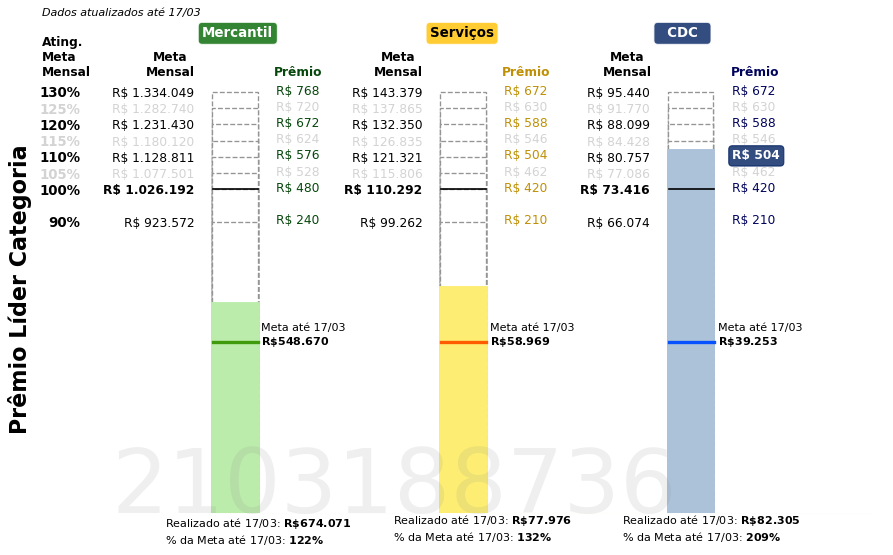 Dados atualizados até 17/03
Mercantil
Serviços
CDC
Ating.
Meta
Mensal
Meta
Mensal
Prêmio
Meta
Mensal
Prêmio
Meta
Mensal
Prêmio
130% R$ 1.334.049 R$ 768 R$ 143.379 R$ 672 R$ 95.440 R$ 672
125% R$ 1.282.740 R$ 720 R$ 137.865 R$ 630 R$ 91.770 R$ 630
120% R$ 1.231.430 R$ 672 R$ 132.350 R$ 588 R$ 88.099 R$ 588
115% R$ 1.180.120 R$ 624 R$ 126.835 R$ 546 R$ 84.428 R$ 546
110% R$ 1.128.811 R$ 576 R$ 121.321 R$ 504 R$ 80.757 R$ 504
105% R$ 1.077.501 R$ 528 R$ 115.806 R$ 462 R$ 77.086 R$ 462
100% R$ 1.026.192 R$ 480 R$ 110.292 R$ 420 R$ 73.416 R$ 420
90% R$ 923.572 R$ 240 R$ 99.262 R$ 210 R$ 66.074 R$ 210
Prêmio Líder Categoria
Meta até 17/03
R$548.670
Meta até 17/03
R$58.969
Meta até 17/03
R$39.253
2103188736
Realizado até 17/03: R$674.071
% da Meta até 17/03: 122%
Realizado até 17/03: R$77.976
% da Meta até 17/03: 132%
Realizado até 17/03: R$82.305
% da Meta até 17/03: 209%